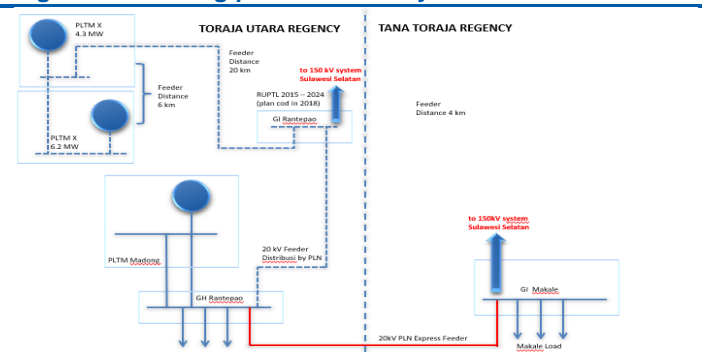 TORAJA UTARA REGENCY
TANA TORAJA REGENCY
PLTM X
4.3 MW
Feeder
Distance
20 km
to 150 kV system
Sulawesi Selatan
Feeder
Distance
6 km
RUPTL 2015 – 2024
(plan cod in 2018)
GI Rantepao
Feeder
Distance 4 km
PLTM X
6.2 MW
to 150kV system
Sulawesi Selatan
20 kV Feeder
Distribusi by PLN
PLTM Madong
GI Makale
GH Rantepao
20kV PLN Express Feeder
Makale Load